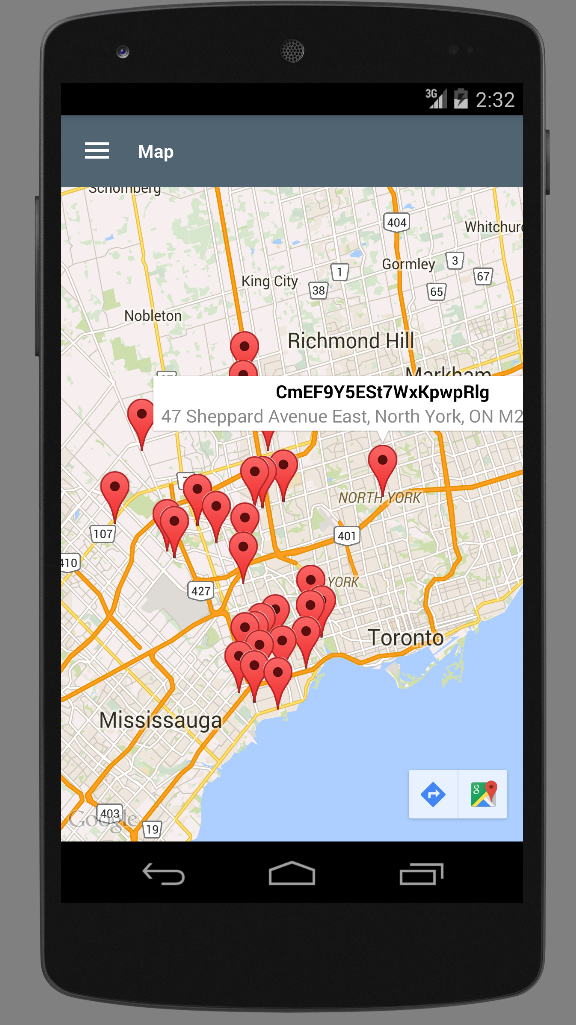 3G 2:32
Map
Schomberg
404
Whitchur
Gormley
3
1
67
King City
38
65
Nobleton
Richmond Hill
Markham
CmEF9Y5ESt7WxKpwpRlg
47 Sheppard Avenue East, North York, ON M2
NORTH YORK
107
401
410
427
YORK
Toronto
Mississauga
403
Google
19